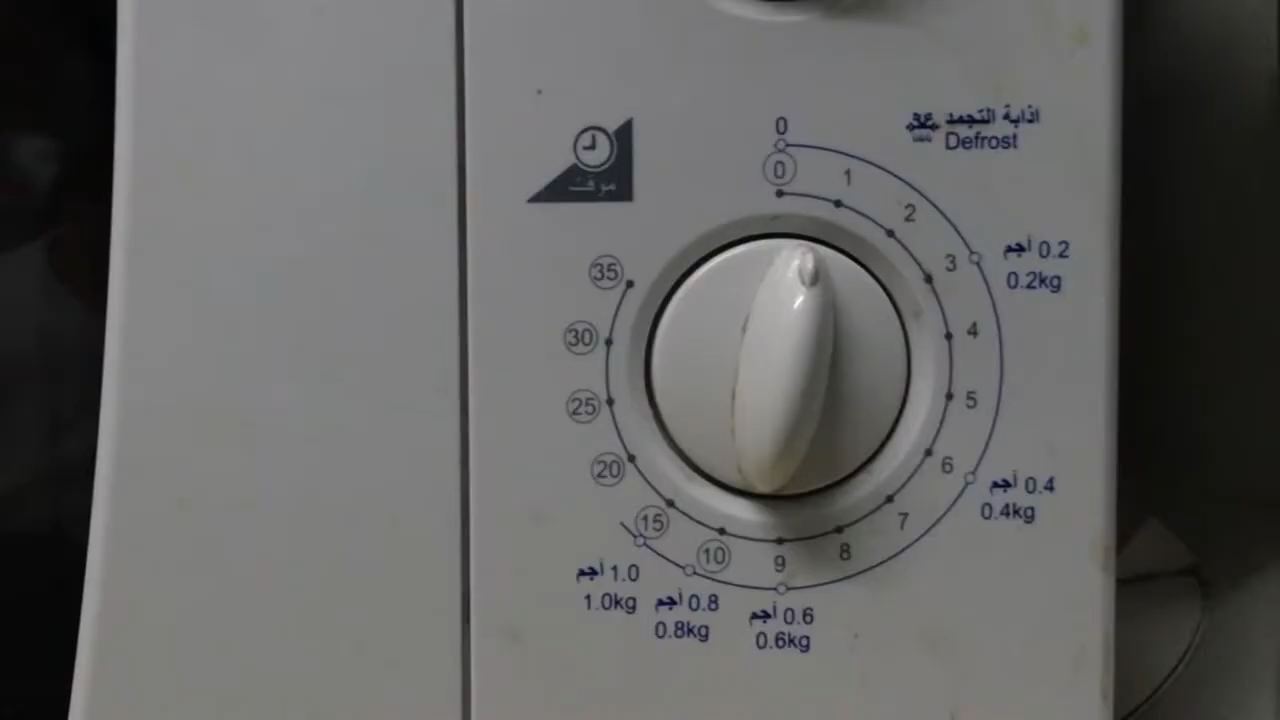 اذابة التجمد
Defrost
موقت
0
0
1
2
3
4
5
6
7
8
9
10
15
20
25
30
35
0.2 أجم
0.2kg
0.4 أجم
0.4kg
0.6 أجم
0.6kg
0.8 أجم
0.8kg
1.0 أجم
1.0kg